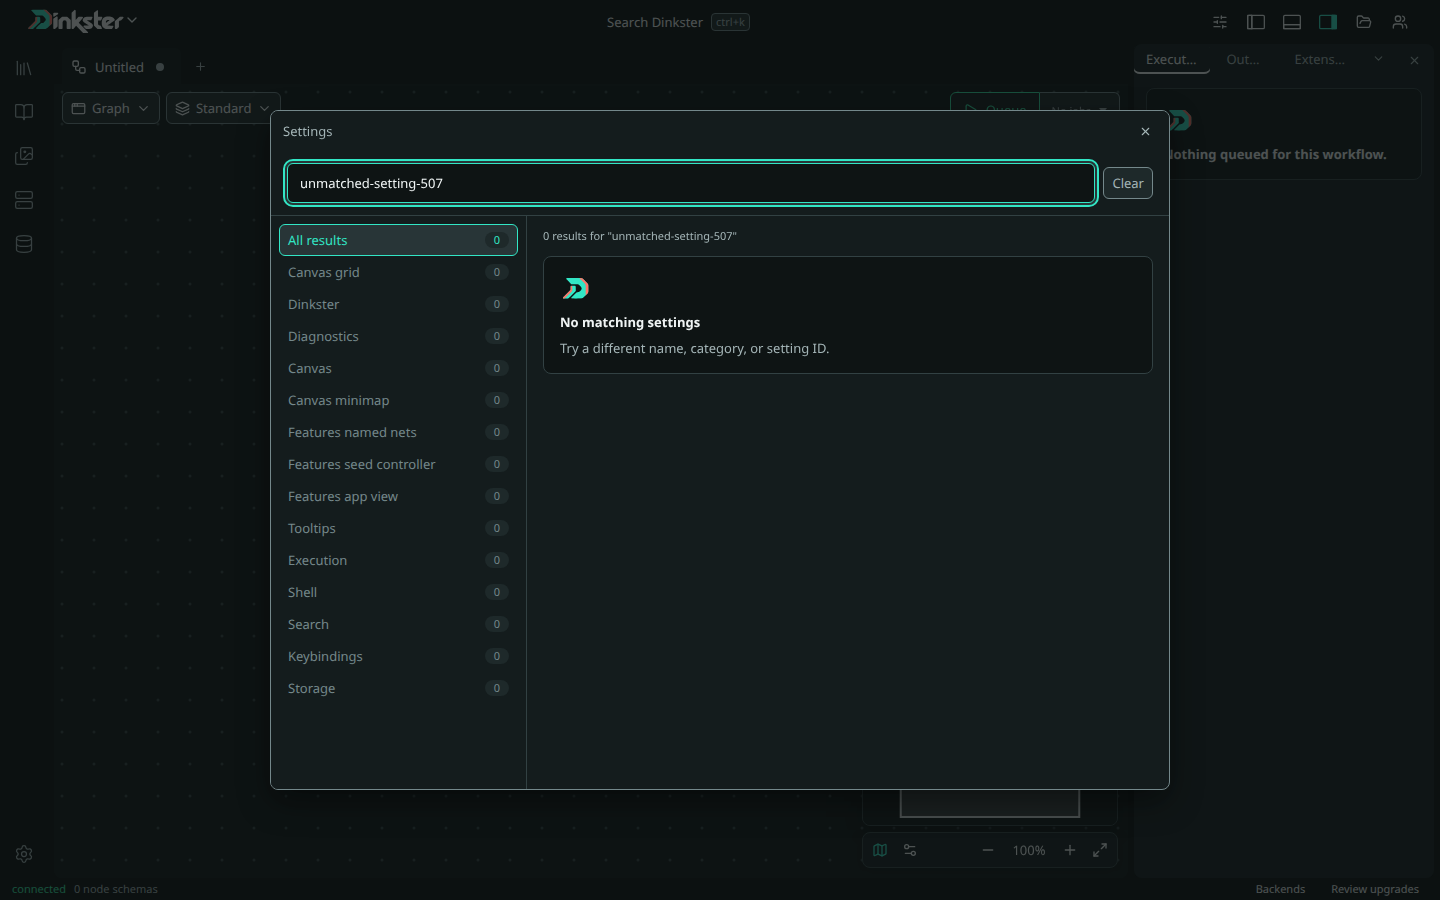 Dinkster
Search Dinkster ctrl+k
Untitled
Execut... Out... Extens...
Graph Standard
Queue No jobs
Nothing queued for this workflow.
Settings
unmatched-setting-507 Clear
All results 0
Canvas grid 0
Dinkster 0
Diagnostics 0
Canvas 0
Canvas minimap 0
Features named nets 0
Features seed controller 0
Features app view 0
Tooltips 0
Execution 0
Shell 0
Search 0
Keybindings 0
Storage 0
0 results for "unmatched-setting-507"
No matching settings
Try a different name, category, or setting ID.
100%
connected 0 node schemas
Backends Review upgrades